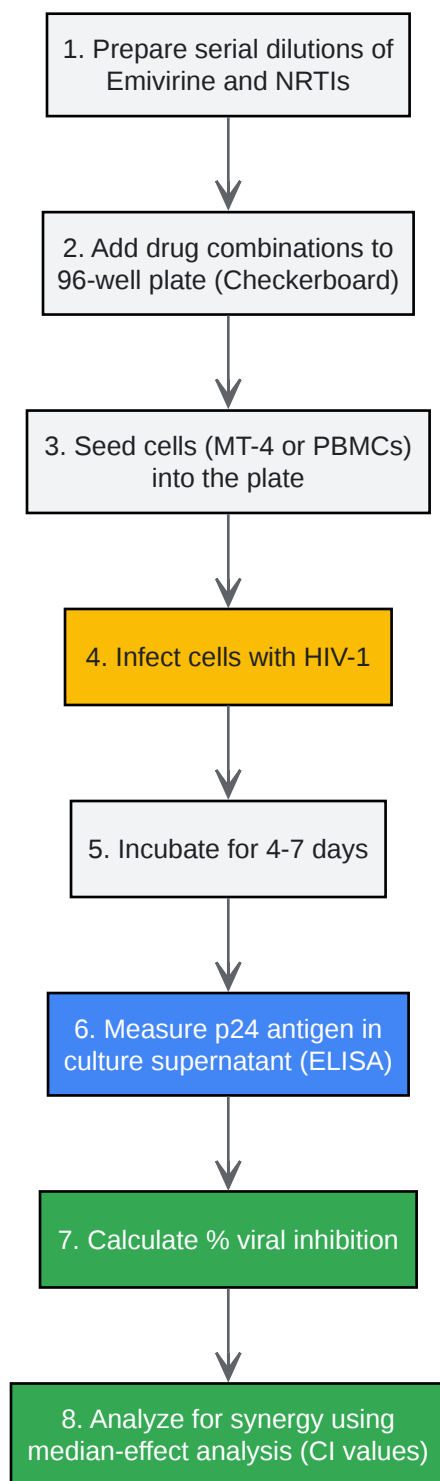 1. Prepare serial dilutions of
Emivirine and NRTIs
2. Add drug combinations to
96-well plate (Checkerboard)
3. Seed cells (MT-4 or PBMCs)
into the plate
4. Infect cells with HIV-1
5. Incubate for 4-7 days
6. Measure p24 antigen in
culture supernatant (ELISA)
7. Calculate % viral inhibition
8. Analyze for synergy using
median-effect analysis (CI values)